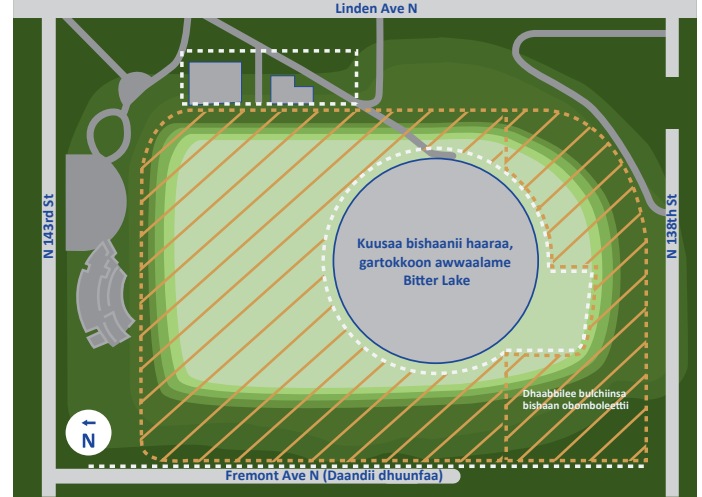 Linden Ave N
N 143rd St
N 138th St
Kuusaa bishaanii haaraa,
gartokkoon awwaalame
Bitter Lake
Dhaabbilee bulchiinsa
bishaan obomboleettii
N
Fremont Ave N (Daandii dhuunfaa)